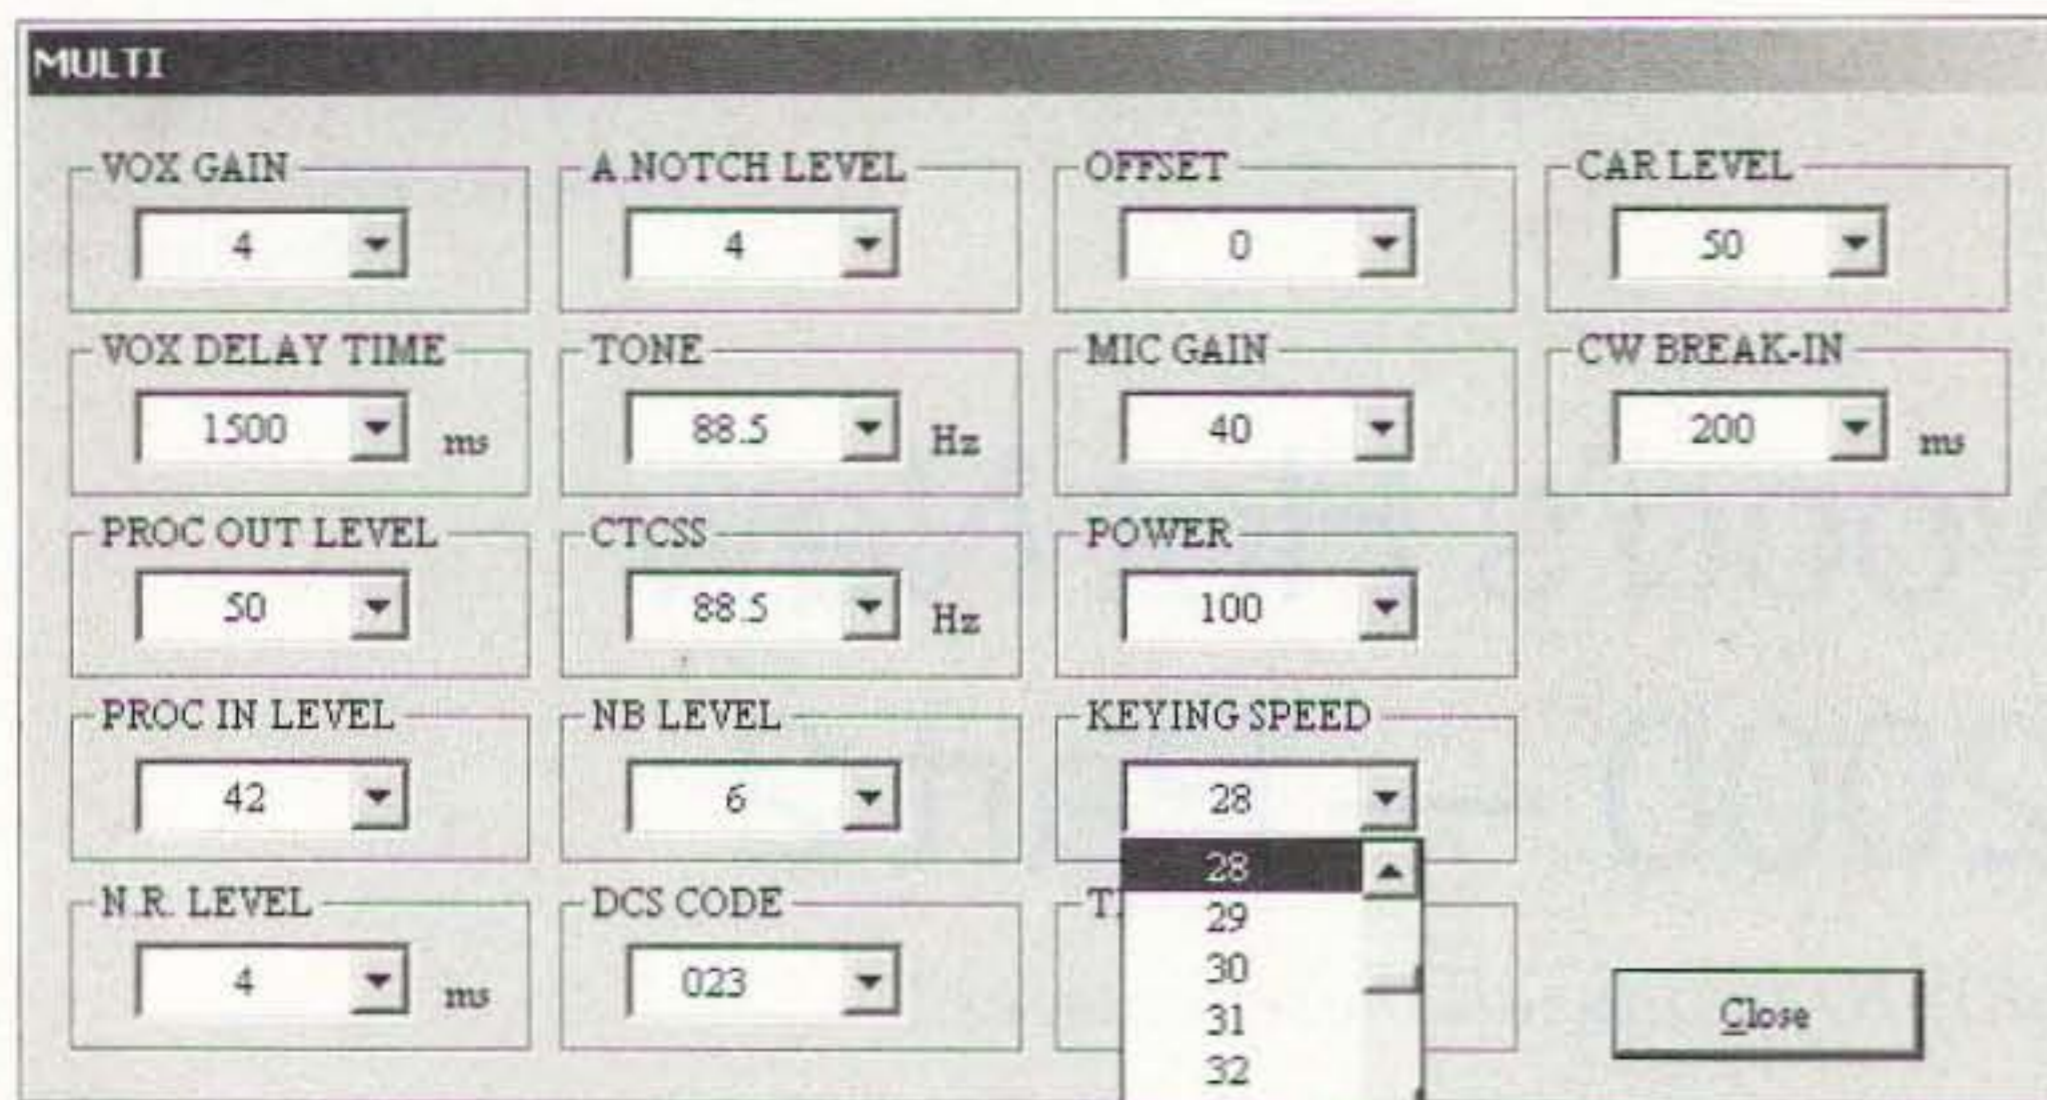 MULTI
VOX GAIN A.NOTCH LEVEL OFFSET CAR LEVEL
4 4 0 50
VOX DELAY TIME TONE MIC GAIN CW BREAK-IN
1500 ms 88.5 Hz 40 200 ms
PROC OUT LEVEL CTCSS POWER
50 88.5 Hz 100
PROC IN LEVEL NB LEVEL KEYING SPEED
42 6 28
28
N.R. LEVEL DCS CODE
29
4 ms 023 30
31 Close
32